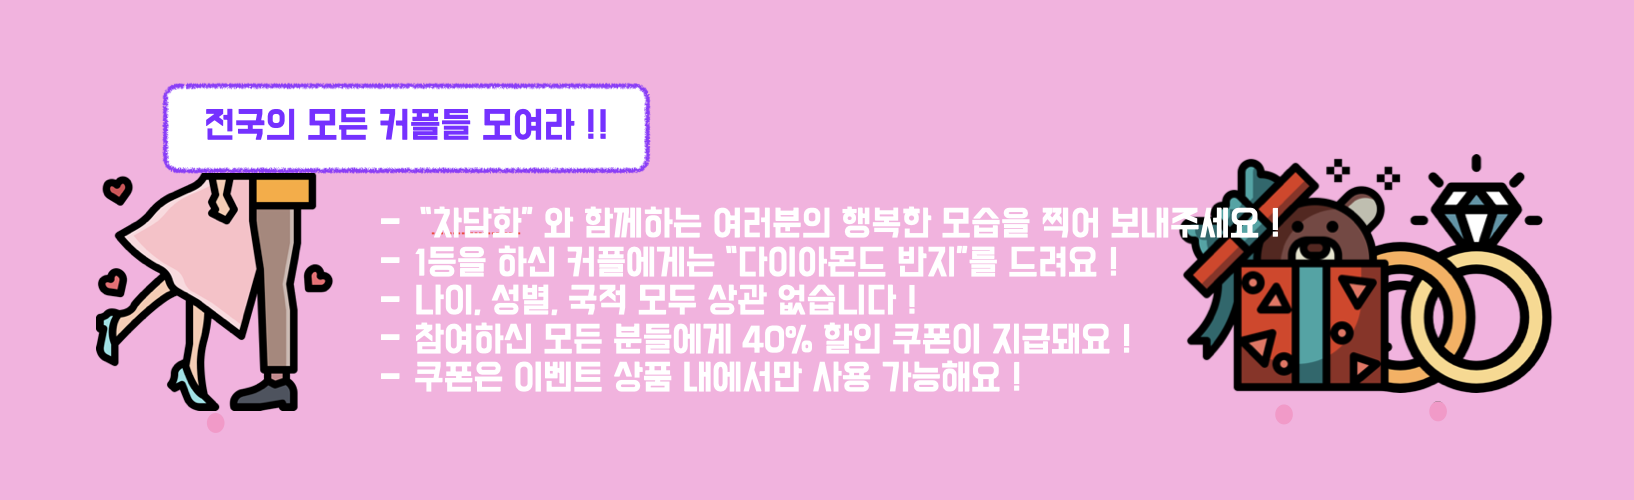 전국의 모든 커플들 모여라 !!
- "차담화" 와 함께하는 여러분의 행복한 모습을 찍어 보내주세요 !
- 1등을 하신 커플에게는 "다이아몬드 반지"를 드려요 !
- 나이, 성별, 국적 모두 상관 없습니다 !
- 참여하신 모든 분들에게 40% 할인 쿠폰이 지급돼요 !
- 쿠폰은 이벤트 상품 내에서만 사용 가능해요 !